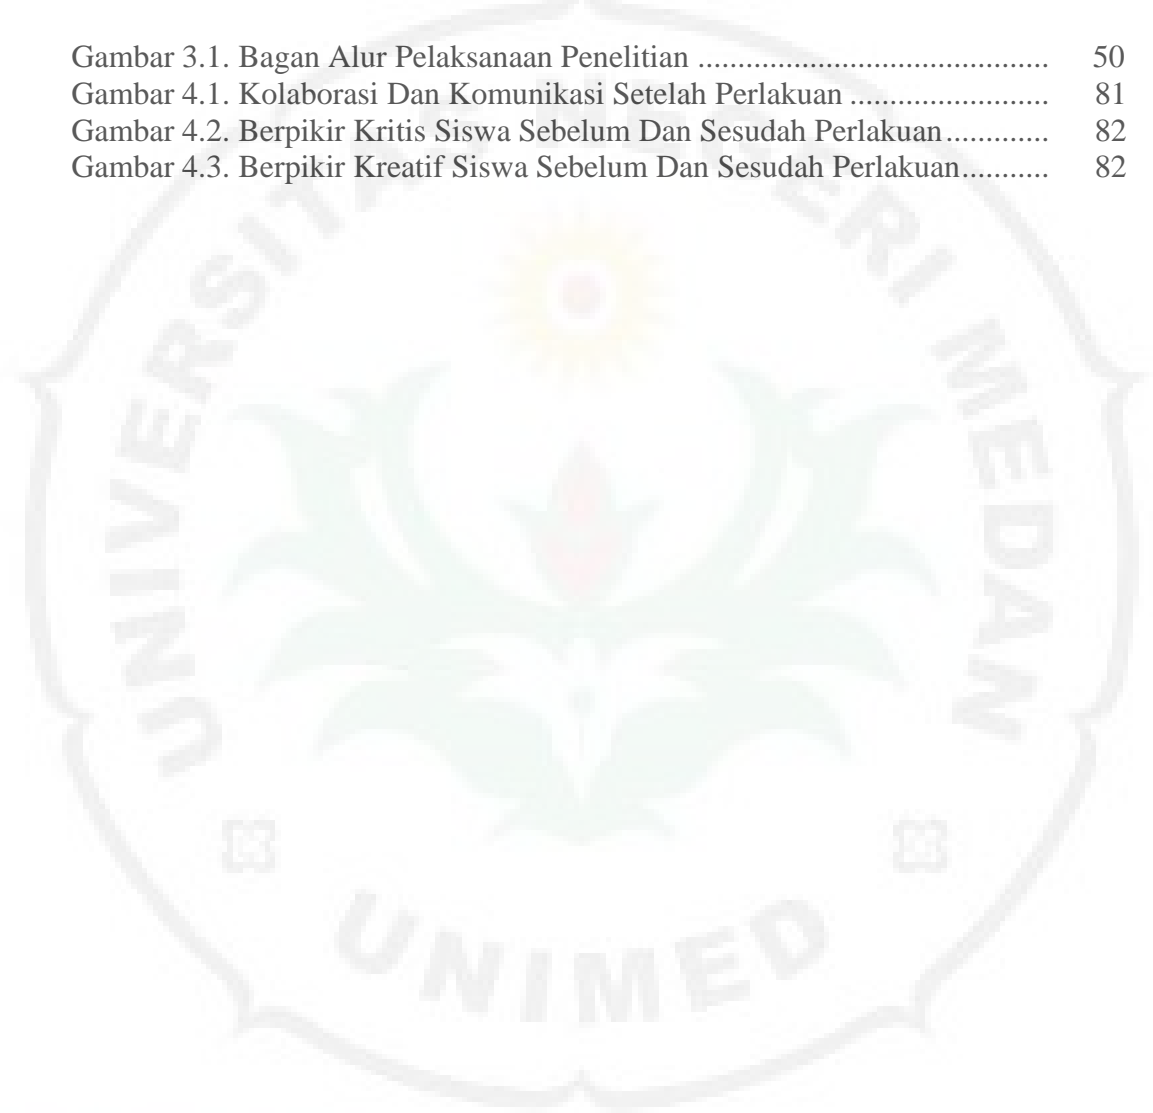 Gambar 3.1. Bagan Alur Pelaksanaan Penelitian ........................................... 50
Gambar 4.1. Kolaborasi Dan Komunikasi Setelah Perlakuan ........................ 81
Gambar 4.2. Berpikir Kritis Siswa Sebelum Dan Sesudah Perlakuan............. 82
Gambar 4.3. Berpikir Kreatif Siswa Sebelum Dan Sesudah Perlakuan........... 82
UNIVERSITAS NEGERI MEDAN
UNIMED